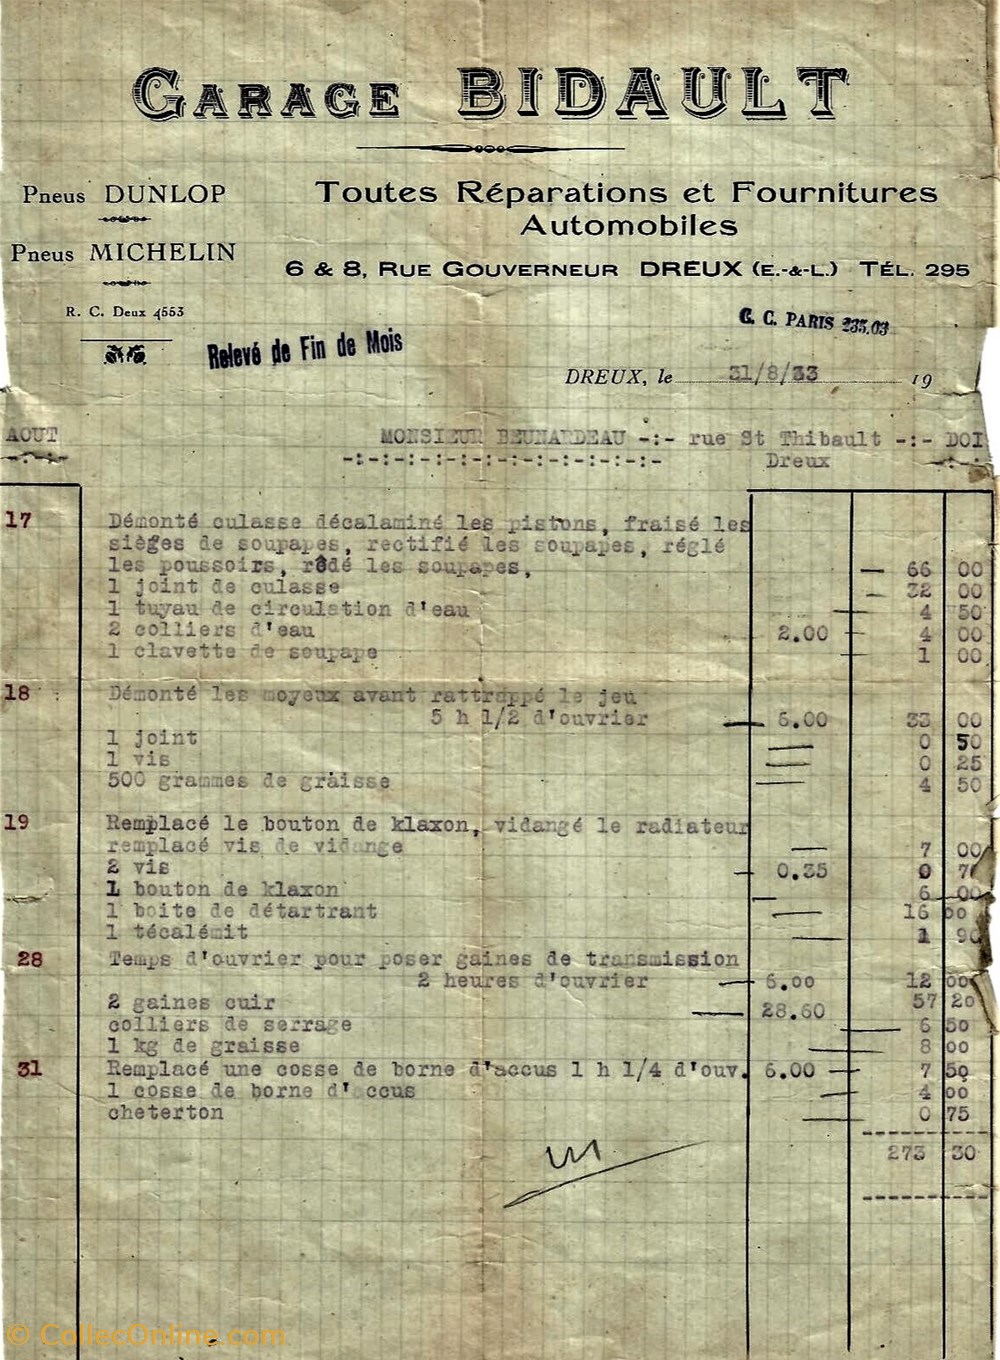 GARAGE BIDAULT
Pneus DUNLOP
Toutes Réparations et Fournitures
Automobiles
Pneus MICHELIN
6 & 8, RUE GOUVERNEUR DREUX (E.-&-L.) TÉL. 295
R. C. Deux 4553
C. C. PARIS 235.03
Relevé de Fin de Mois
DREUX, le 31/8/33 19
AOUT MONSIEUR BEUNARDEAU -:- rue St Thibault -:- DOI
-:-:-:-:-:-:-:-:-:-:-:-:- Dreux
17 Démonté culasse décalaminé les pistons, fraisé les
sièges de soupapes, rectifié les soupapes, réglé
les poussoirs, rôdé les soupapes, — 66 00
1 joint de culasse — 32 00
1 tuyau de circulation d'eau — 4 50
2 colliers d'eau 2.00 — 4 00
1 clavette de soupape — 1 00
18 Démonté les moyeux avant rattrappé le jeu
5 h 1/2 d'ouvrier — 6.00 33 00
1 joint — 0 50
1 vis — 0 25
500 grammes de graisse — 4 50
19 Remplacé le bouton de klaxon, vidangé le radiateur
remplacé vis de vidange — 7 00
2 vis — 0.35 0 7
1 bouton de klaxon — 6 00
1 boite de détartrant — 16 00
1 técalémit — 1 90
28 Temps d'ouvrier pour poser gaines de transmission
2 heures d'ouvrier — 6.00 12 00
2 gaines cuir — 28.60 57 20
colliers de serrage — 6 50
1 kg de graisse — 8 00
31 Remplacé une cosse de borne d'accus 1 h 1/4 d'ouv. 6.00 — 7 50
1 cosse de borne d'accus — 4 00
cheterton — 0 75
273 30
© CollecOnline.com